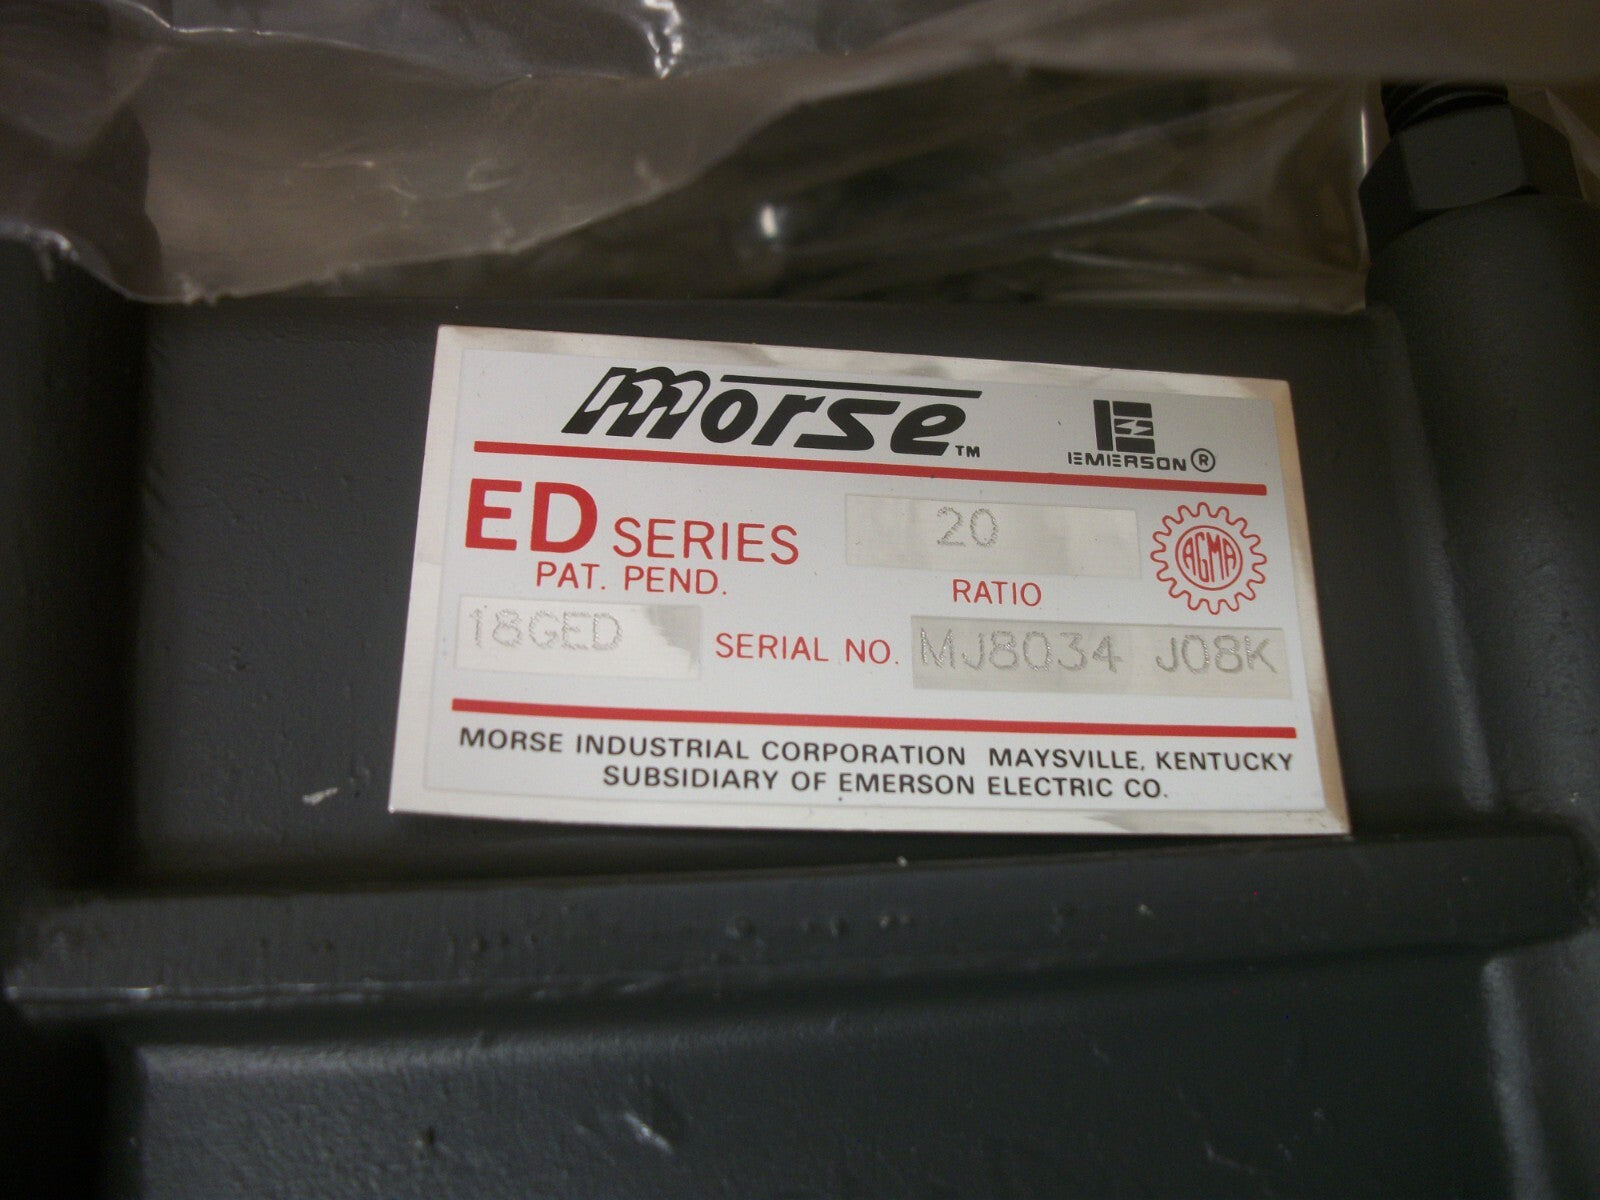 morse™
EMERSON®
ED SERIES
PAT. PEND.
20
RATIO
AGMA
18GED
SERIAL NO. MJ8034 J08K
MORSE INDUSTRIAL CORPORATION MAYSVILLE, KENTUCKY
SUBSIDIARY OF EMERSON ELECTRIC CO.